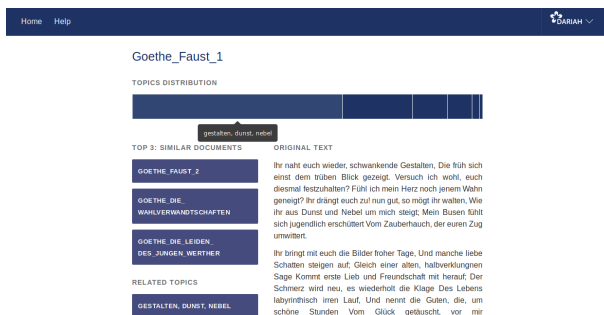 Home Help DARIAH
Goethe_Faust_1
TOPICS DISTRIBUTION
gestalten, dunst, nebel
TOP 3: SIMILAR DOCUMENTS
GOETHE_FAUST_2
GOETHE_DIE_
WAHLVERWANDTSCHAFTEN
GOETHE_DIE_LEIDEN_
DES_JUNGEN_WERTHER
RELATED TOPICS
GESTALTEN, DUNST, NEBEL
ORIGINAL TEXT
Ihr naht euch wieder, schwankende Gestalten, Die früh sich
einst dem trüben Blick gezeigt. Versuch ich wohl, euch
diesmal festzuhalten? Fühl ich mein Herz noch jenem Wahn
geneigt? Ihr drängt euch zu! nun gut, so mögt ihr walten, Wie
ihr aus Dunst und Nebel um mich steigt; Mein Busen fühlt
sich jugendlich erschüttert Vom Zauberhauch, der euren Zug
umwittert.
Ihr bringt mit euch die Bilder froher Tage, Und manche liebe
Schatten steigen auf; Gleich einer alten, halbverklungnen
Sage Kommt erste Lieb und Freundschaft mit herauf; Der
Schmerz wird neu, es wiederholt die Klage Des Lebens
labyrinthisch irren Lauf, Und nennt die Guten, die, um
schöne Stunden Vom Glück getäuscht, vor mir